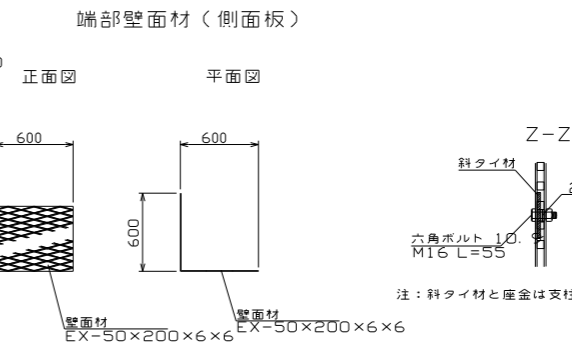 端部壁面材（側面板）
正面図
平面図
600
600
600
Z-Z
斜タイ材
六角ボルト 10.
M16 L=55
注：斜タイ材と座金は支柱
壁面材
EX-50×200×6×6
壁面材
EX-50×200×6×6